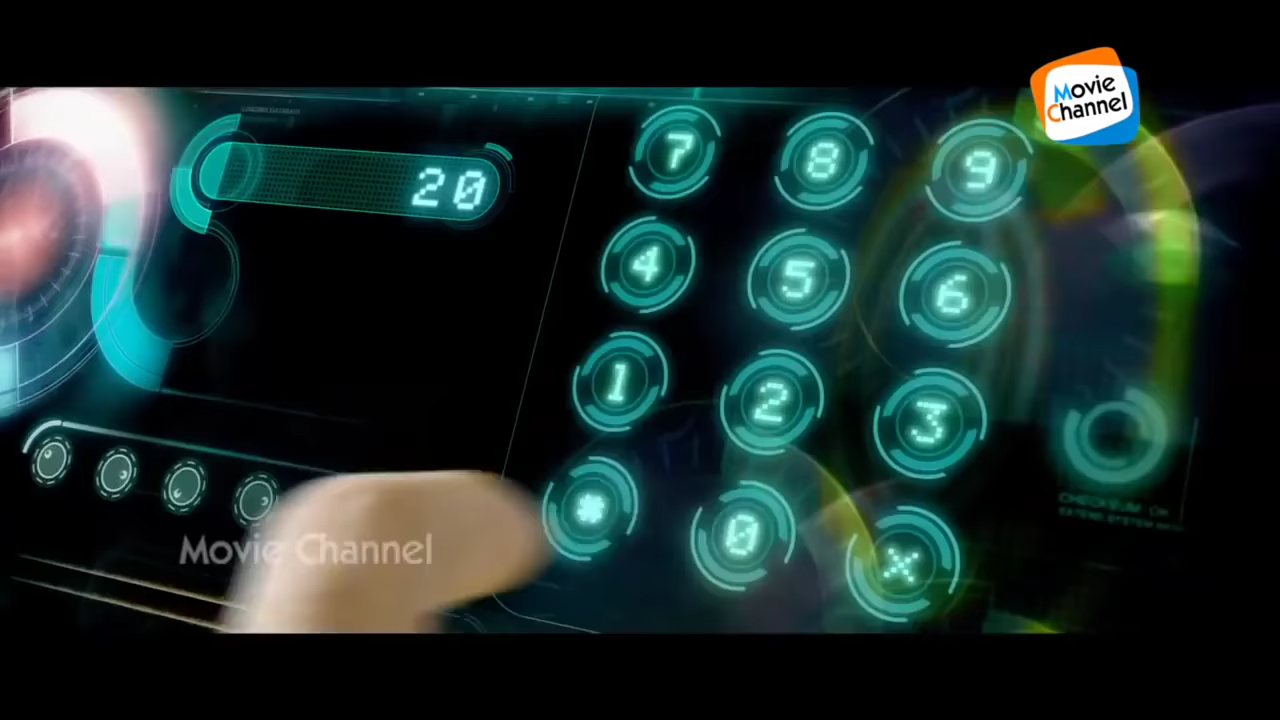 Movie
Channel
20
7 8 9
4 5 6
1 2 3
* 0 x
Movie Channel